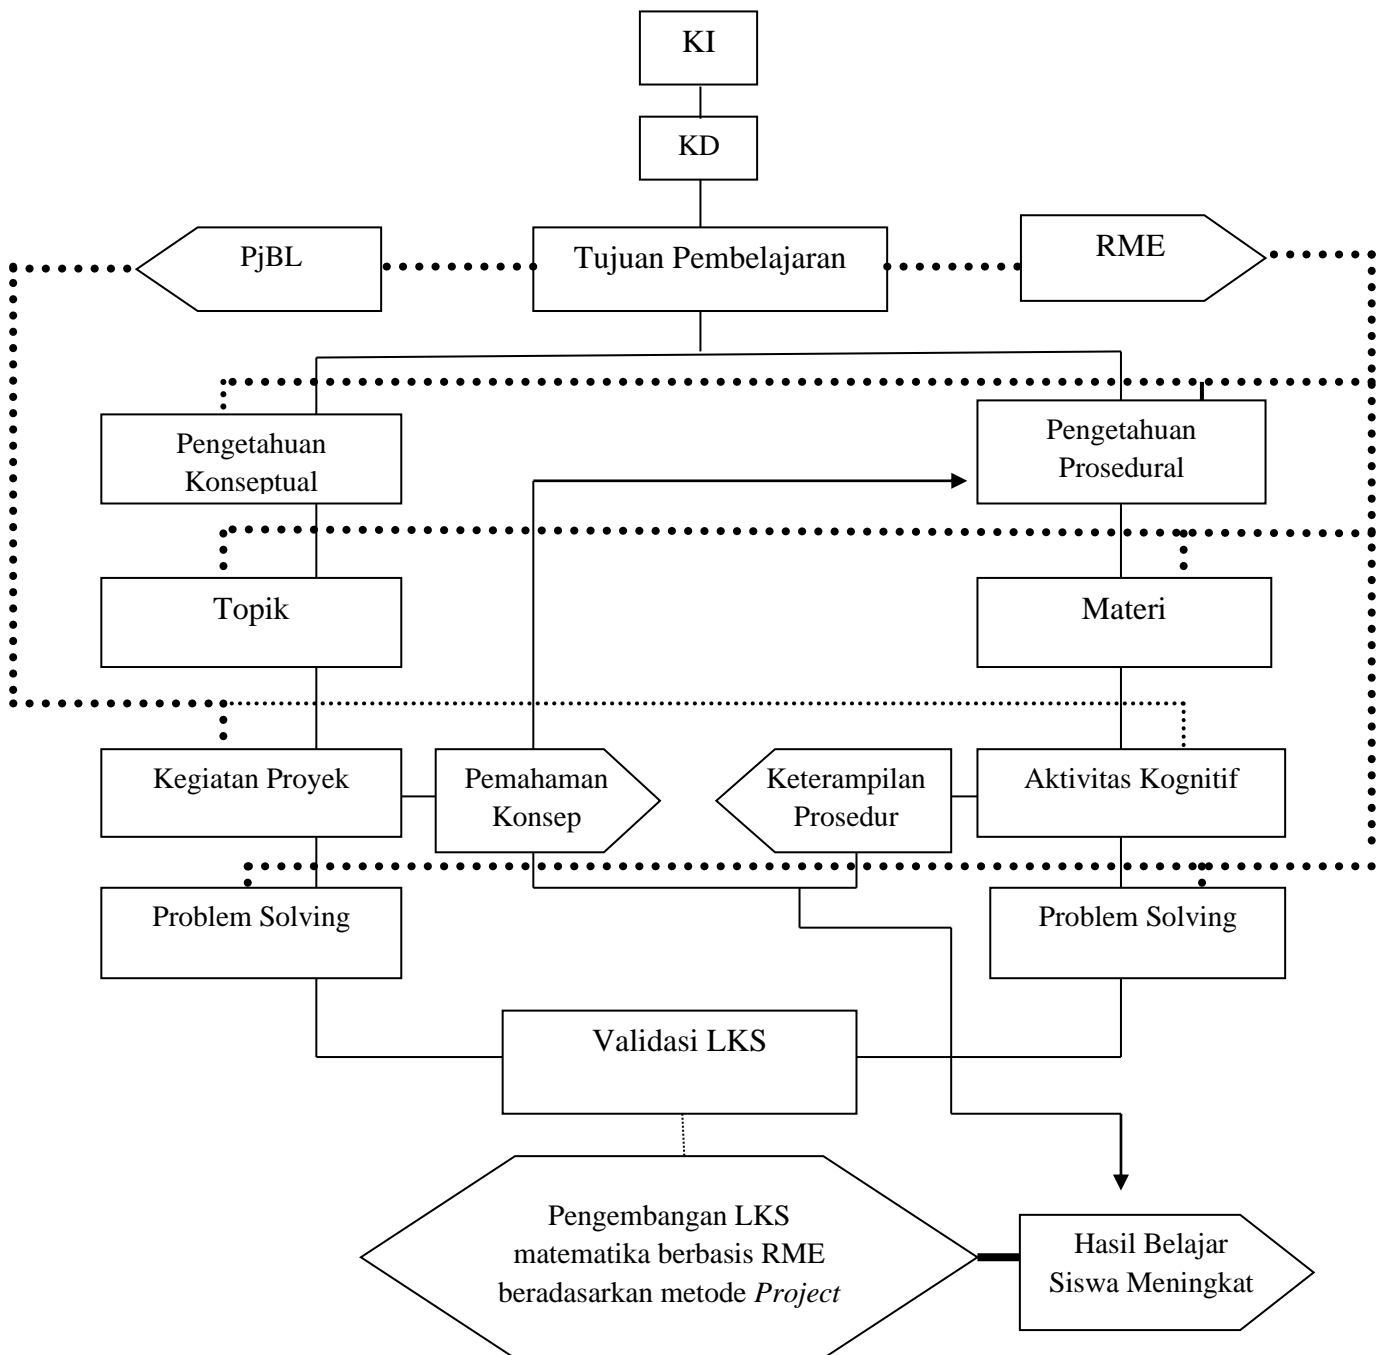 KI
KD
PjBL
Tujuan Pembelajaran
RME
Pengetahuan
Konseptual
Pengetahuan
Prosedural
Topik
Materi
Kegiatan Proyek
Pemahaman
Konsep
Keterampilan
Prosedur
Aktivitas Kognitif
Problem Solving
Problem Solving
Validasi LKS
Pengembangan LKS
matematika berbasis RME
beradasarkan metode Project
Hasil Belajar
Siswa Meningkat